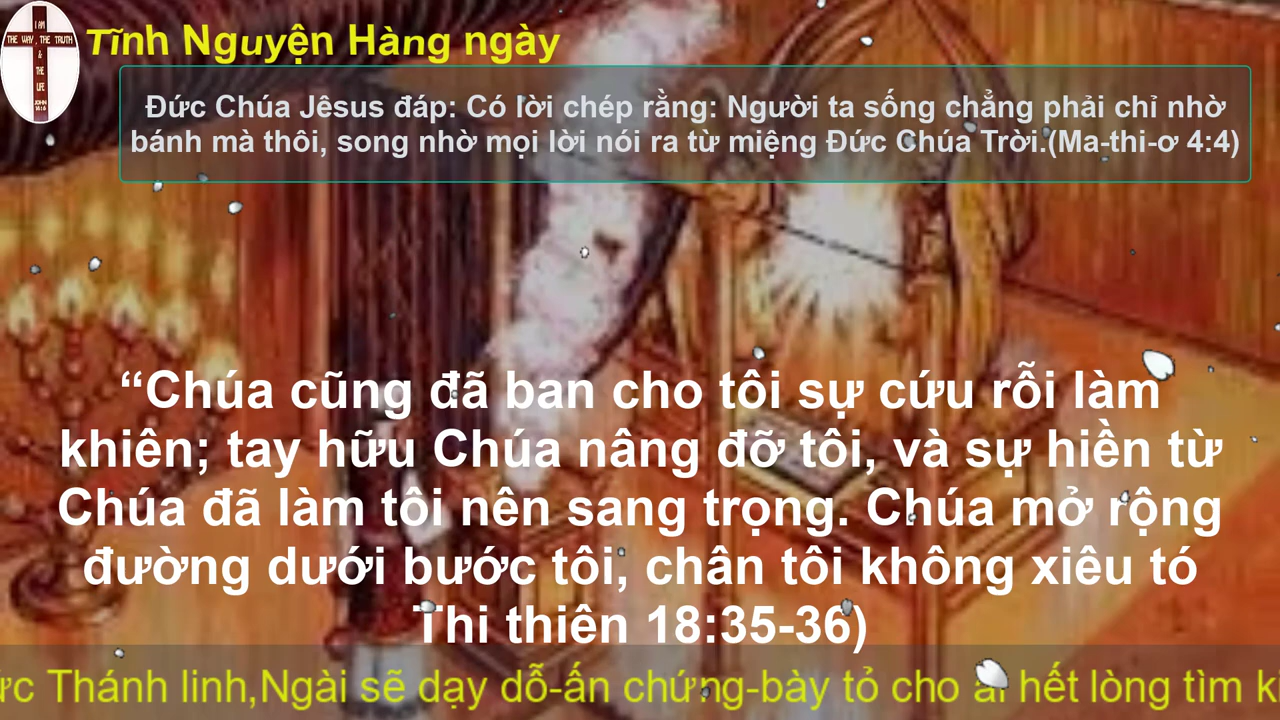 I AM
THE WAY, THE TRUTH
&
THE
LIFE
JOHN
Tĩnh Nguyện Hàng ngày
Đức Chúa Jêsus đáp: Có lời chép rằng: Người ta sống chẳng phải chỉ nhờ
bánh mà thôi, song nhờ mọi lời nói ra từ miệng Đức Chúa Trời.(Ma-thi-ơ 4:4)
“Chúa cũng đã ban cho tôi sự cứu rỗi làm
khiên; tay hữu Chúa nâng đỡ tôi, và sự hiền từ
Chúa đã làm tôi nên sang trọng. Chúa mở rộng
đường dưới bước tôi, chân tôi không xiêu tó
Thi thiên 18:35-36)
Thánh linh,Ngài sẽ dạy dỗ-ấn chứng-bày tỏ cho ai hết lòng tìm